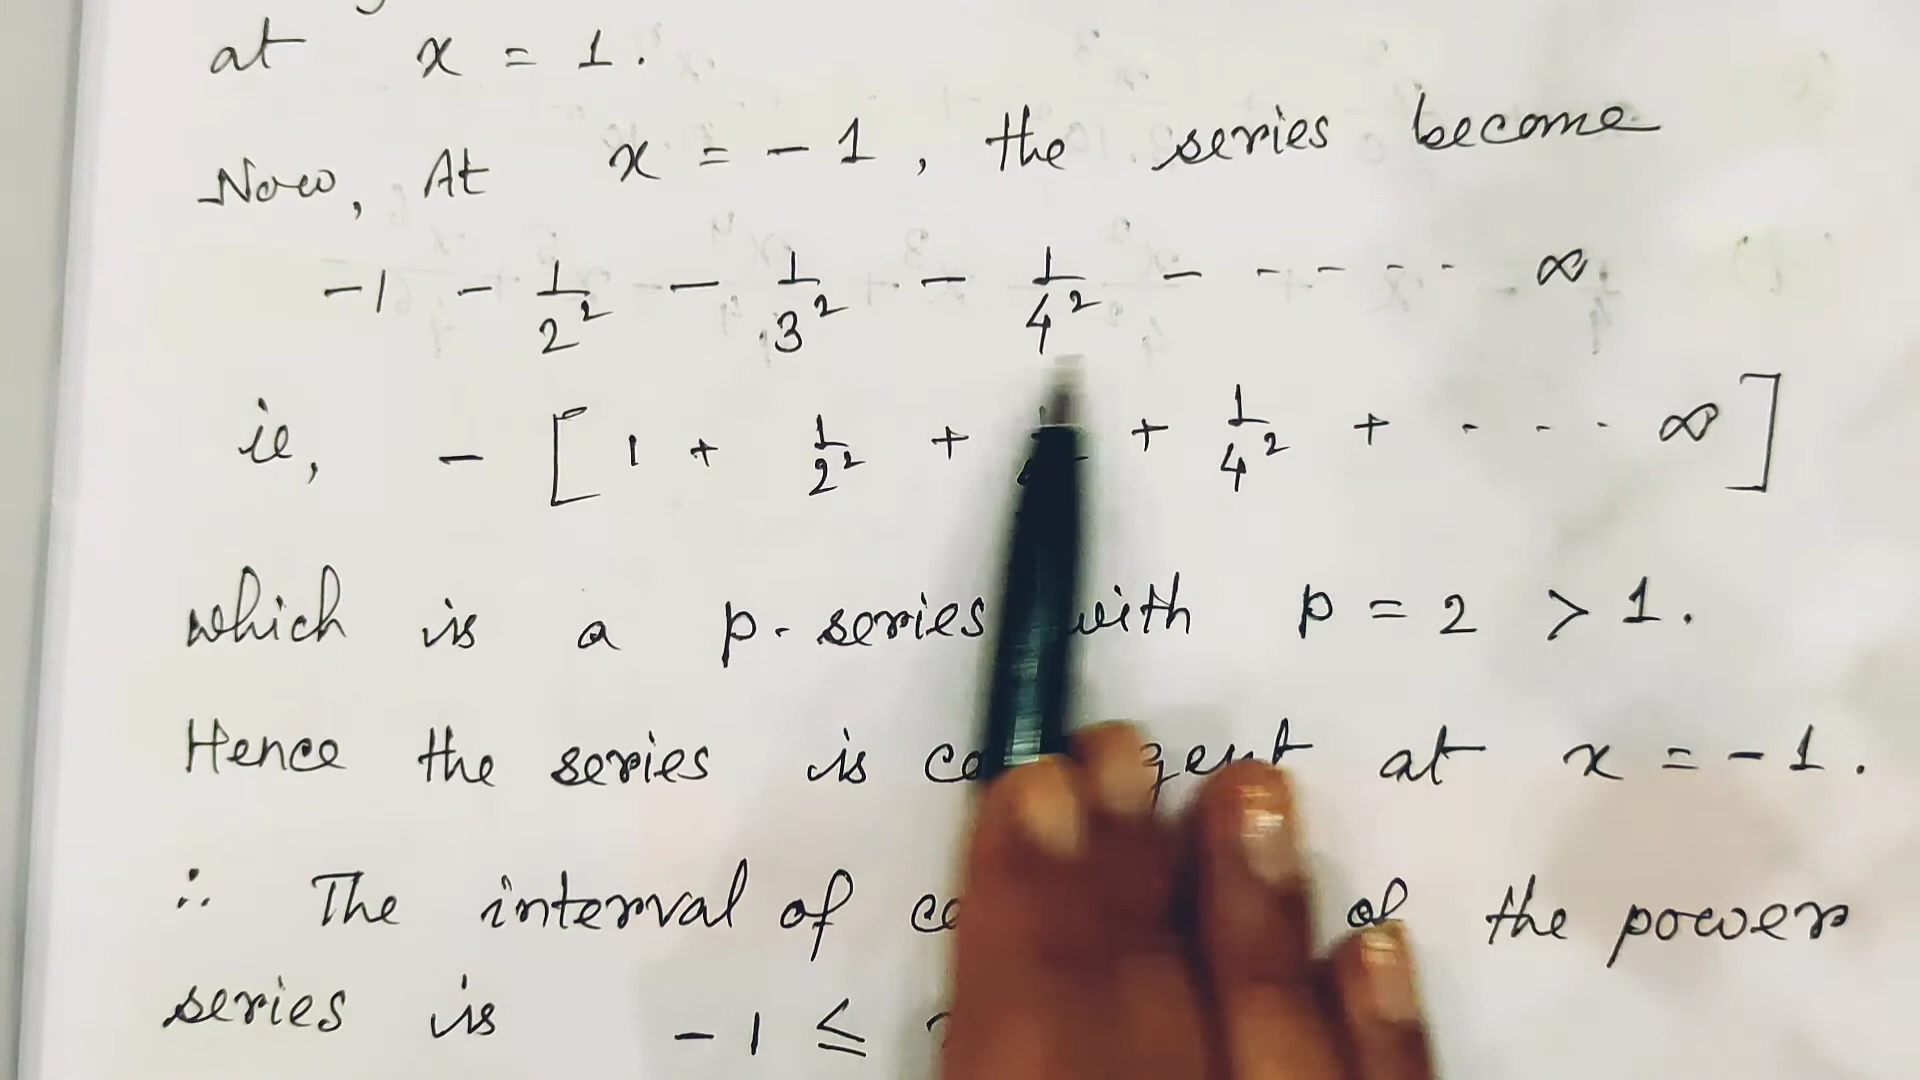 at x = 1.
Now, At x = -1, the series become
-1 - 1/2² - 1/3² - 1/4² - ----- ∞
ie, - [ 1 + 1/2² + + 1/4² + ... ∞ ]
which is a p-series with p = 2 > 1.
Hence the series is at x = -1.
∴ The interval of of the power
series is -1 ≤